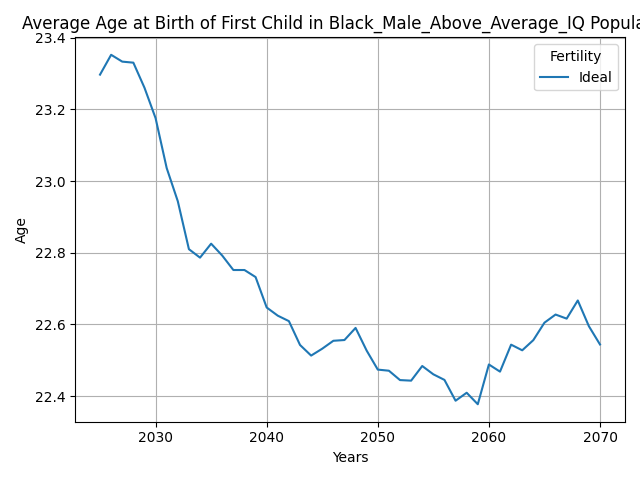 Average Age at Birth of First Child in Black_Male_Above_Average_IQ Popula
23.4
23.2
23.0
22.8
22.6
22.4
Age
Fertility
Ideal
2030 2040 2050 2060 2070
Years